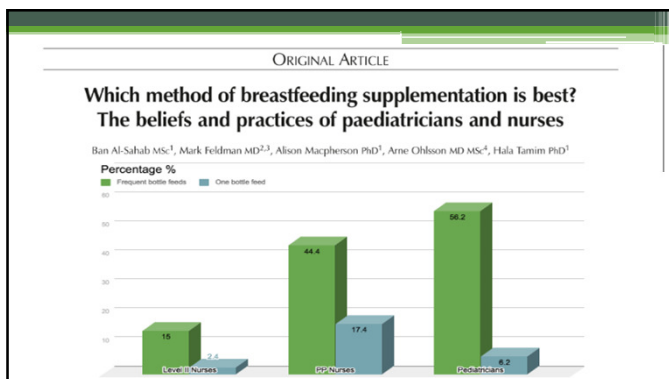 ORIGINAL ARTICLE
Which method of breastfeeding supplementation is best?
The beliefs and practices of paediatricians and nurses
Ban Al-Sahab MSc1, Mark Feldman MD2,3, Alison Macpherson PhD1, Arne Ohlsson MD MSc4, Hala Tamim PhD1
Percentage %
Frequent bottle feeds One bottle feed
60
50
40
30
20
10
15
2.4
44.4
17.4
56.2
6.2
Level II Nurses PP Nurses Pediatricians